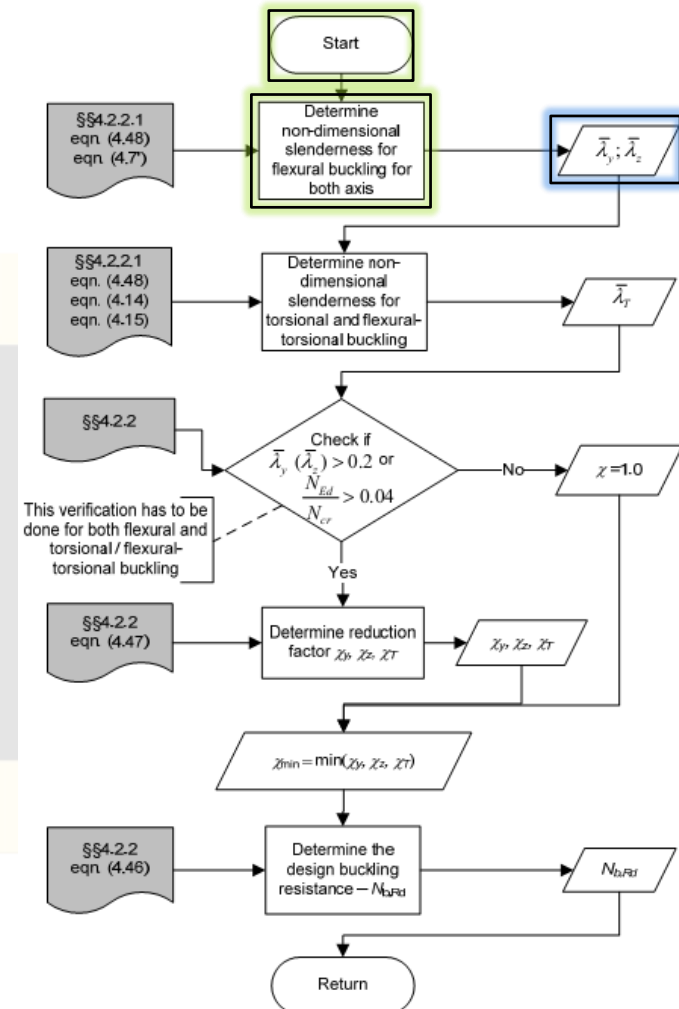 Start
§§4.2.2.1
eqn. (4.48)
eqn. (4.7')
Determine
non-dimensional
slenderness for
flexural buckling for
both axis
λ̅y; λ̅z
§§4.2.2.1
eqn. (4.48)
eqn. (4.14)
eqn. (4.15)
Determine non-
dimensional
slenderness for
torsional and flexural-
torsional buckling
λ̅T
§§4.2.2
Check if
λ̅y (λ̅z) > 0.2 or
NEd
Ncr
> 0.04
No
χ =1.0
This verification has to be
done for both flexural and
torsional / flexural-
torsional buckling
Yes
§§4.2.2
eqn. (4.47)
Determine reduction
factor χy, χz, χT
χy, χz, χT
χmin = min(χy, χz, χT)
§§4.2.2
eqn. (4.46)
Determine the
design buckling
resistance – Nb,Rd
Nb,Rd
Return